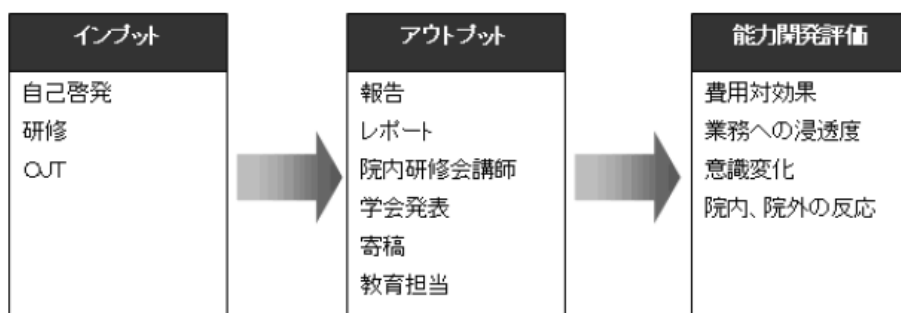 インプット
自己啓発
研修
OJT
アウトプット
報告
レポート
院内研修会講師
学会発表
寄稿
教育担当
能力開発評価
費用対効果
業務への浸透度
意識変化
院内、院外の反応